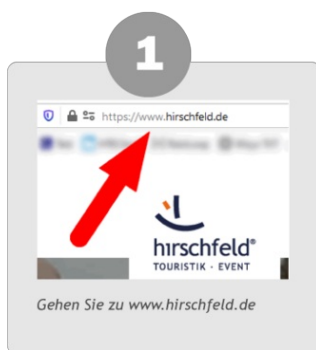 1
https://www.hirschfeld.de
hirschfeld®
TOURISTIK - EVENT
Gehen Sie zu www.hirschfeld.de